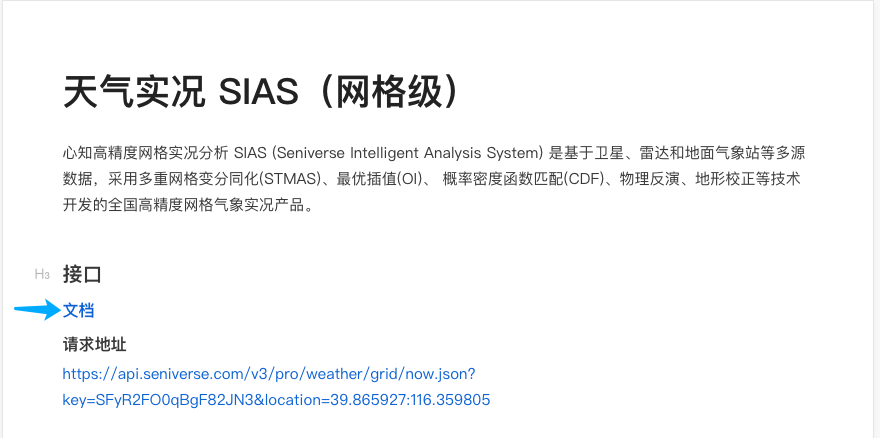 天气实况 SIAS（网格级）
心知高精度网格实况分析 SIAS (Seniverse Intelligent Analysis System) 是基于卫星、雷达和地面气象站等多源
数据，采用多重网格变分同化(STMAS)、最优插值(OI)、 概率密度函数匹配(CDF)、物理反演、地形校正等技术
开发的全国高精度网格气象实况产品。
H3 接口
文档
请求地址
https://api.seniverse.com/v3/pro/weather/grid/now.json?
key=SFyR2FO0qBgF82JN3&location=39.865927:116.359805